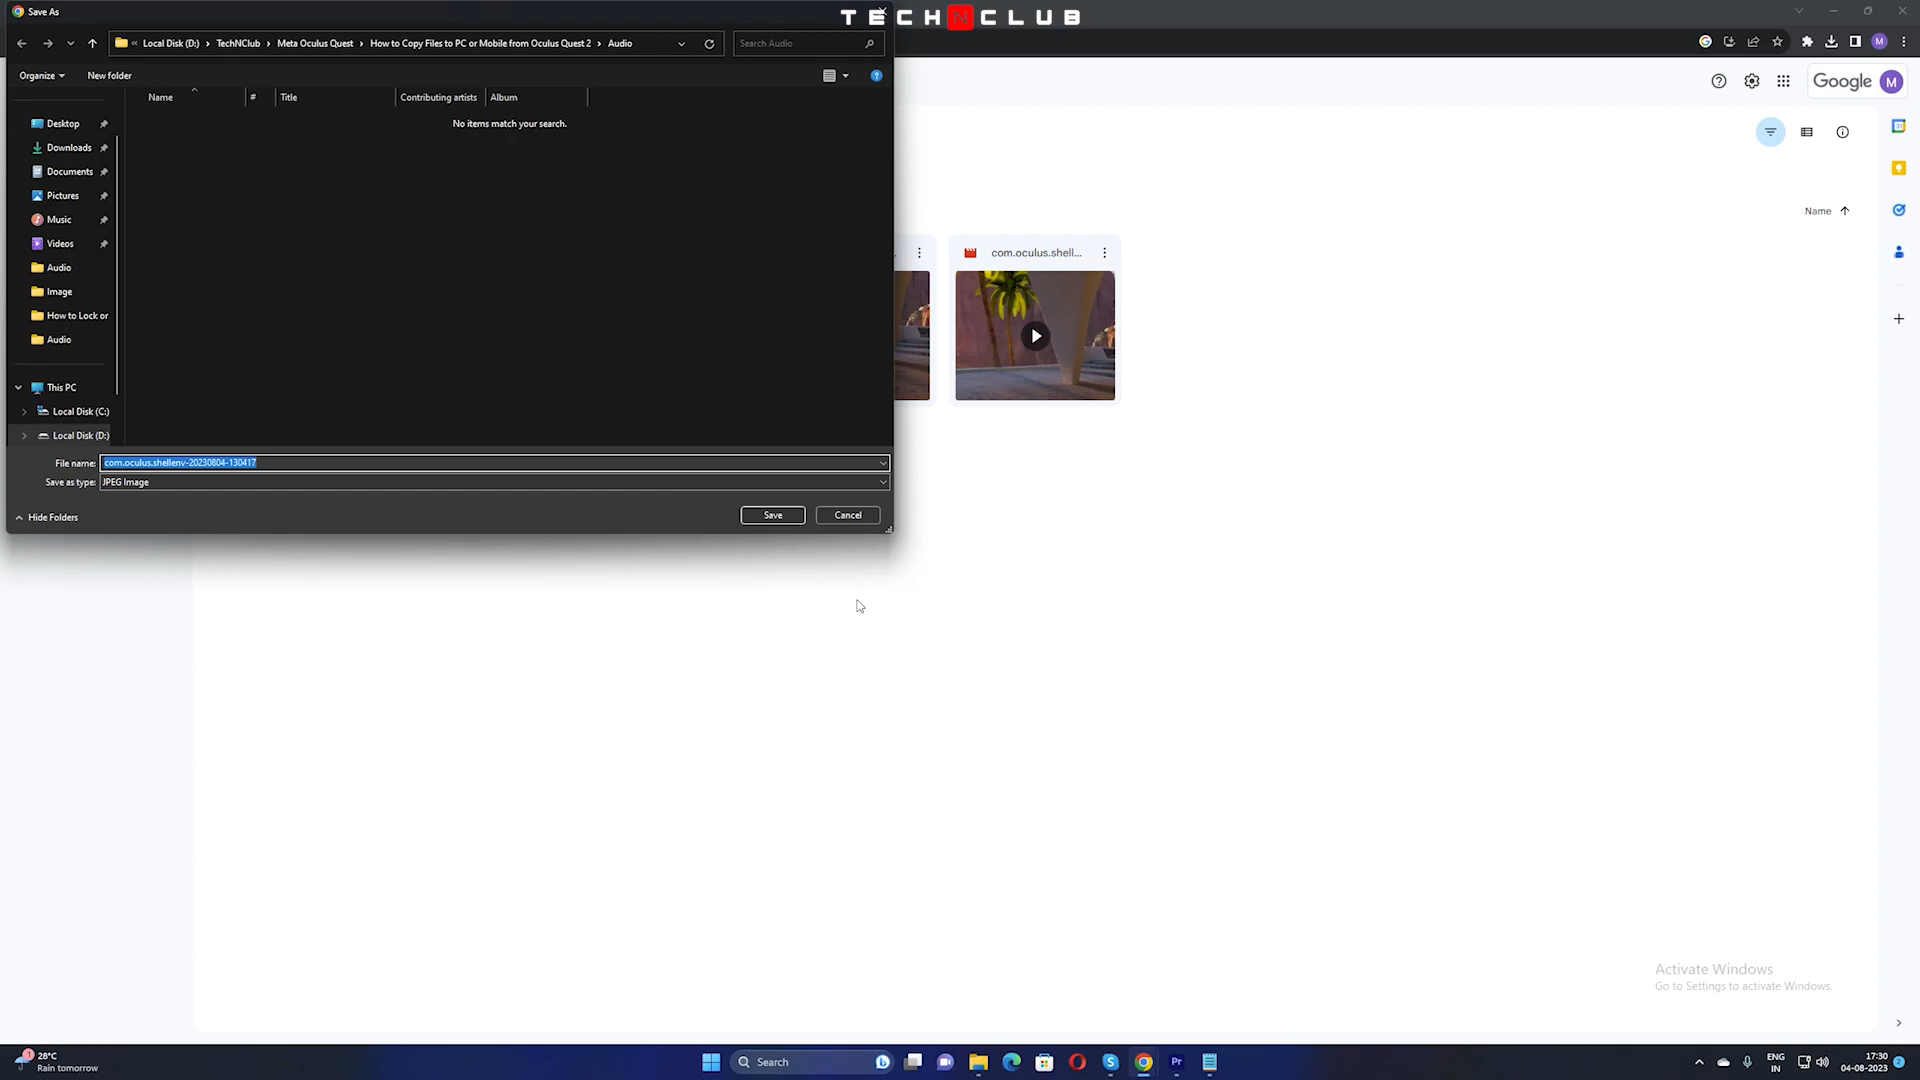 Save As
TECHNCLUB
« Local Disk (D:) › TechNClub › Meta Oculus Quest › How to Copy Files to PC or Mobile from Oculus Quest 2 › Audio
Search Audio
M
Organize
New folder
?
Google M
Name
#
Title
Contributing artists
Album
No items match your search.
Desktop
Downloads
Documents
Pictures
Music
Videos
Audio
Image
How to Lock or
Audio
This PC
Local Disk (C:)
Local Disk (D:)
Name
com.oculus.shell...
File name: com.oculus.shellenv-20230804-130417
Save as type: JPEG Image
Hide Folders
Save
Cancel
Activate Windows
Go to Settings to activate Windows.
1
28°C
Rain tomorrow
Search
Pr
ENG
IN
17:30
04-08-2023
2